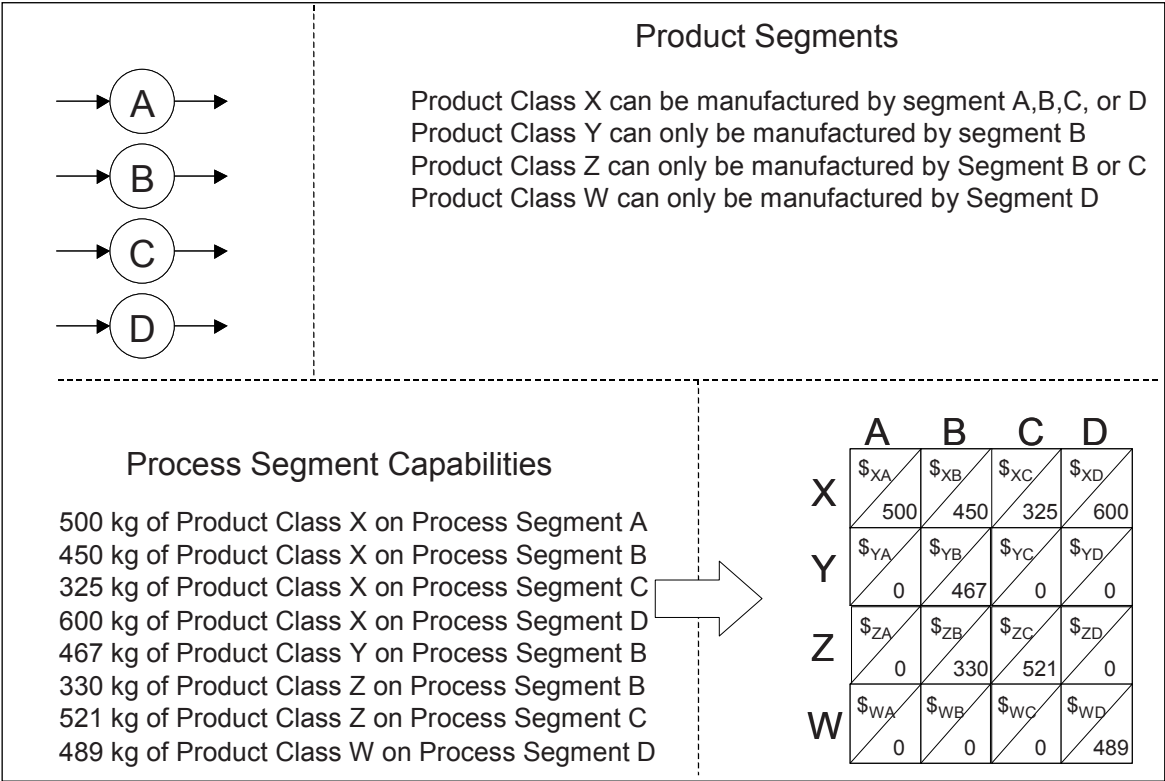 A
B
C
D
Product Segments
Product Class X can be manufactured by segment A,B,C, or D
Product Class Y can only be manufactured by segment B
Product Class Z can only be manufactured by Segment B or C
Product Class W can only be manufactured by Segment D
Process Segment Capabilities
500 kg of Product Class X on Process Segment A
450 kg of Product Class X on Process Segment B
325 kg of Product Class X on Process Segment C
600 kg of Product Class X on Process Segment D
467 kg of Product Class Y on Process Segment B
330 kg of Product Class Z on Process Segment B
521 kg of Product Class Z on Process Segment C
489 kg of Product Class W on Process Segment D
A B C D
X $XA $XB $XC $XD
500 450 325 600
Y $YA $YB $YC $YD
0 467 0 0
Z $ZA $ZB $ZC $ZD
0 330 521 0
W $WA $WB $WC $WD
0 0 0 489